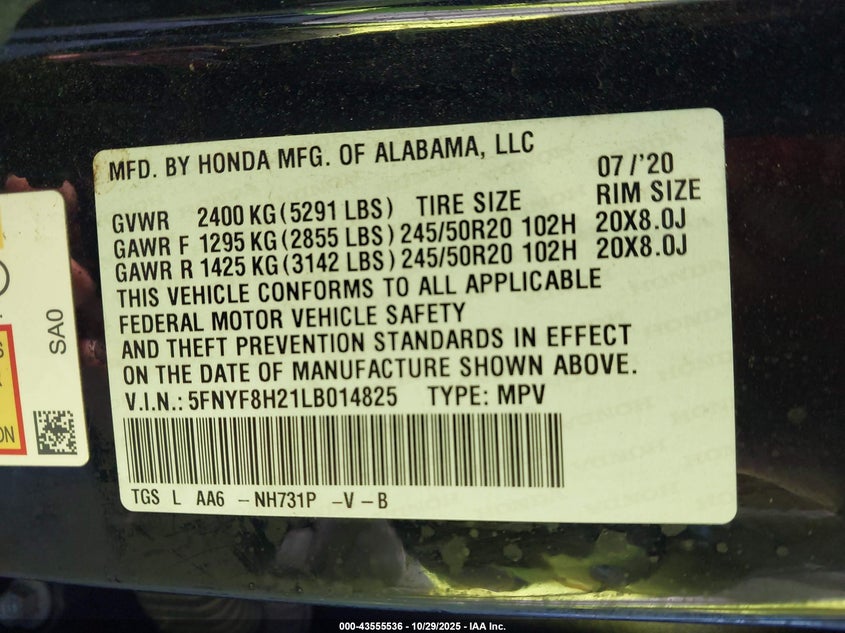 MFD. BY HONDA MFG. OF ALABAMA, LLC
07/'20
GVWR 2400 KG (5291 LBS) TIRE SIZE RIM SIZE
GAWR F 1295 KG (2855 LBS) 245/50R20 102H 20X8.0J
GAWR R 1425 KG (3142 LBS) 245/50R20 102H 20X8.0J
THIS VEHICLE CONFORMS TO ALL APPLICABLE
FEDERAL MOTOR VEHICLE SAFETY
AND THEFT PREVENTION STANDARDS IN EFFECT
ON THE DATE OF MANUFACTURE SHOWN ABOVE.
V.I.N.: 5FNYF8H21LB014825 TYPE: MPV
TGS L AA6 - NH731P - V - B
SA0
ON
000-43555536 - 10/29/2025 - IAA Inc.